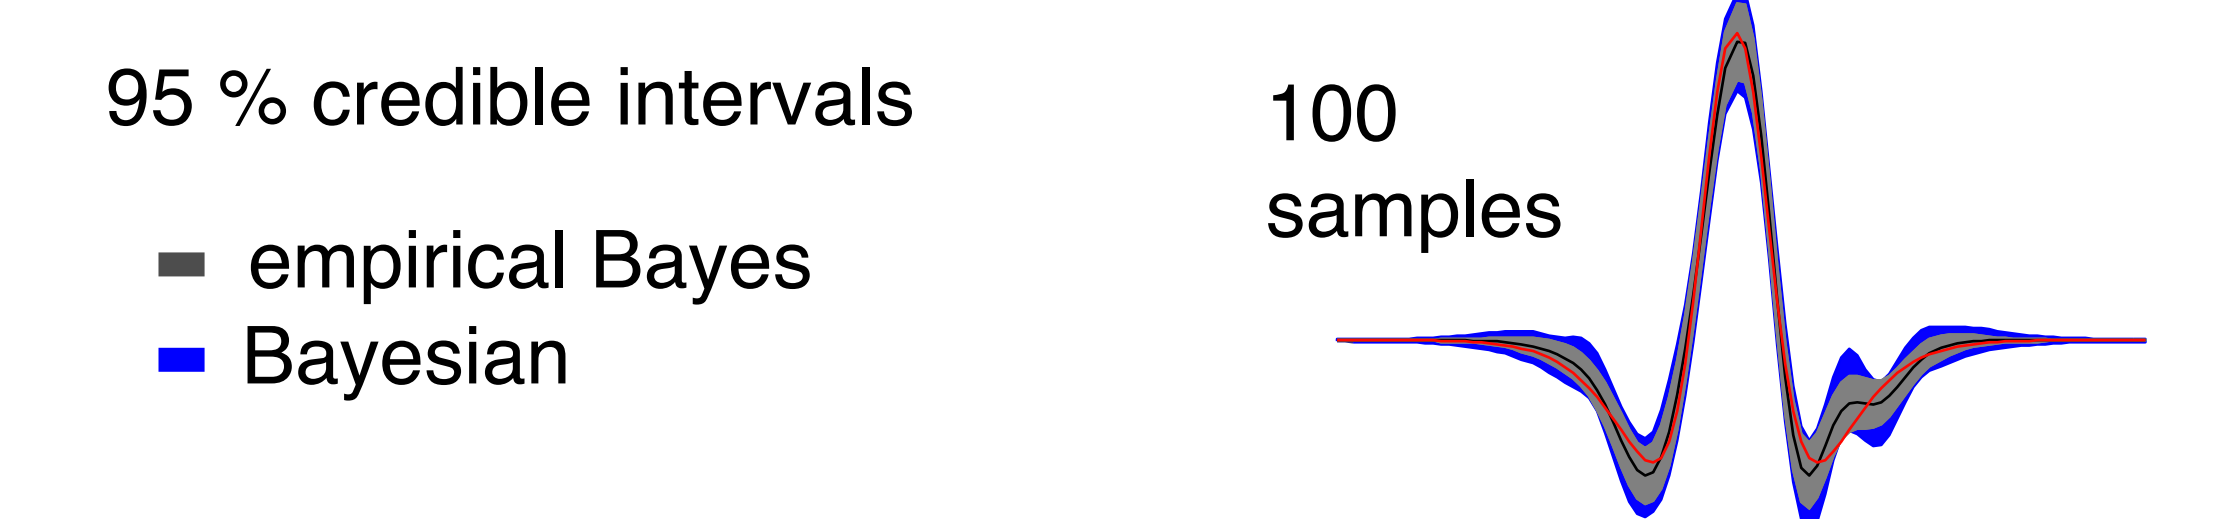 95 % credible intervals
empirical Bayes
Bayesian
100
samples